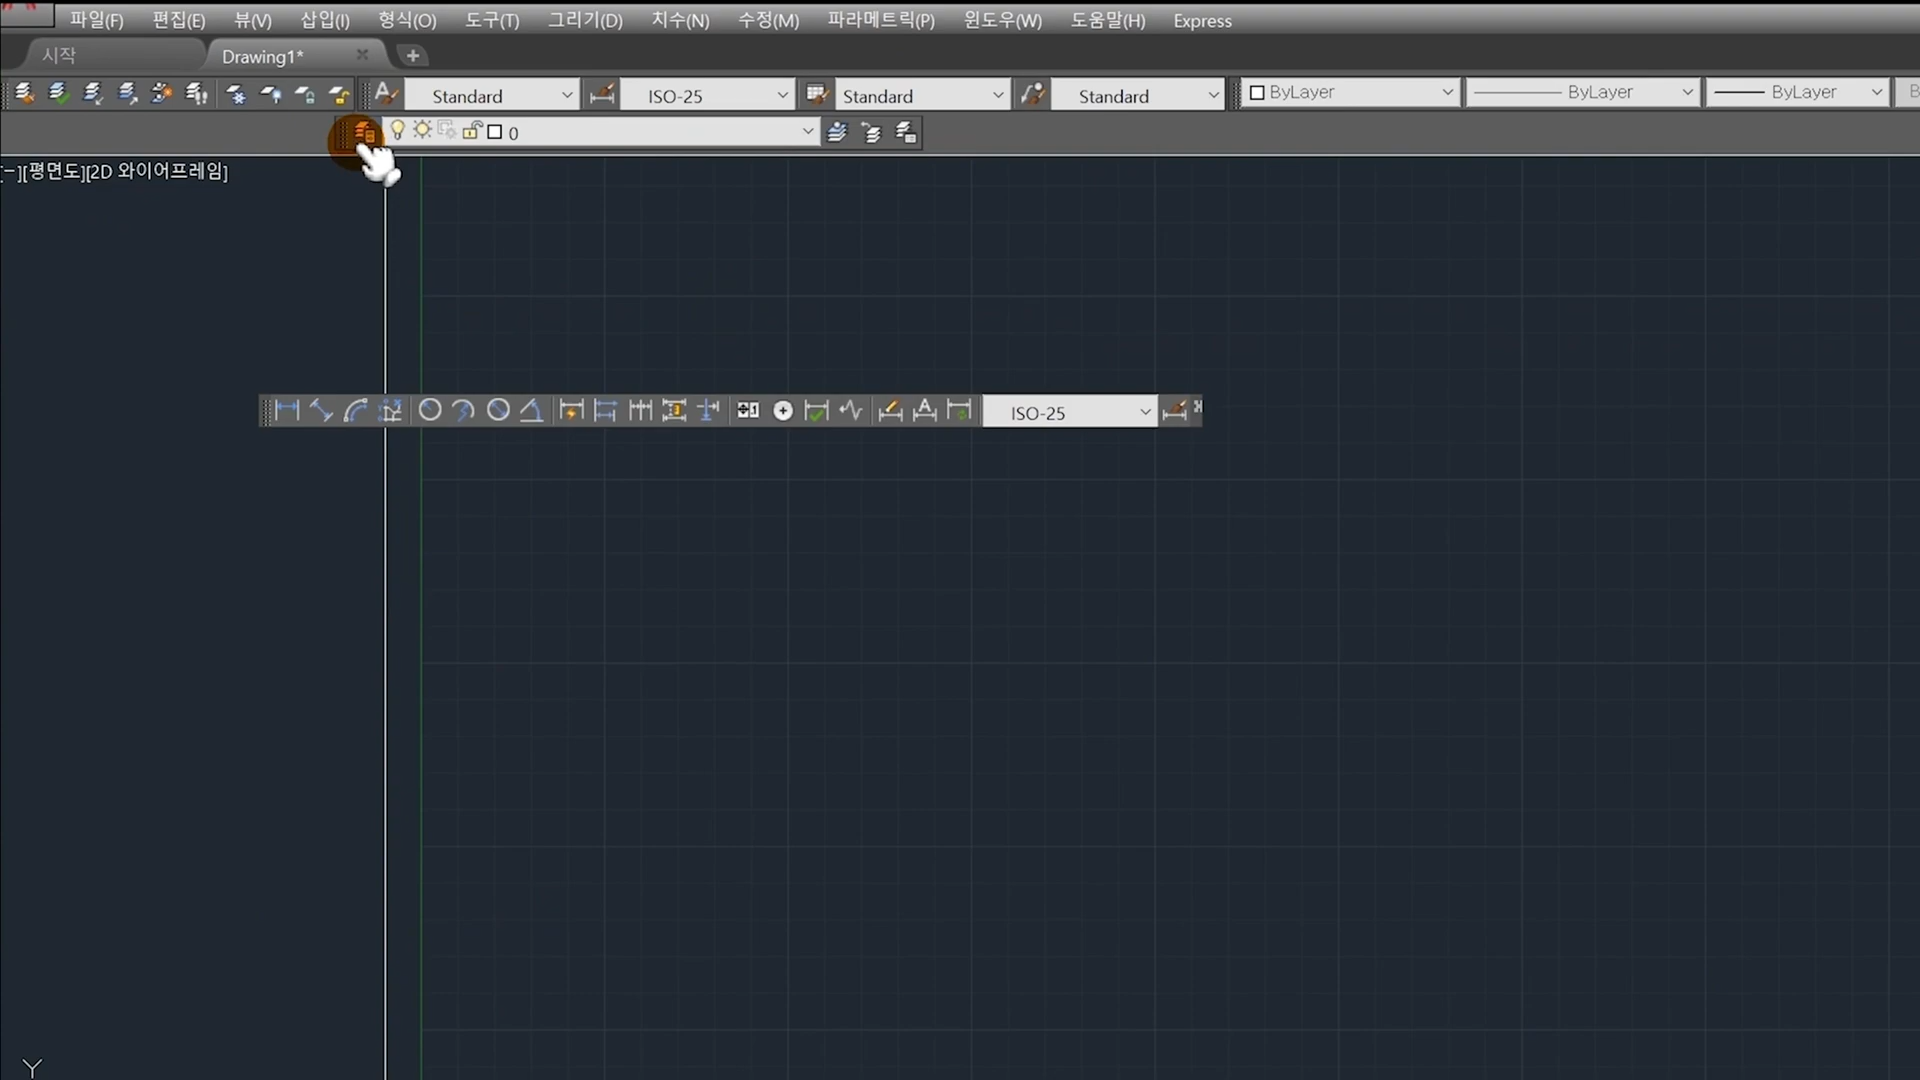 파일(F) 편집(E) 뷰(V) 삽입(I) 형식(O) 도구(T) 그리기(D) 치수(N) 수정(M) 파라메트릭(P) 윈도우(W) 도움말(H) Express
시작 Drawing1*
Standard ISO-25 Standard Standard ByLayer ByLayer ByLayer B
0
[-][평면도][2D 와이어프레임]
ISO-25
Y